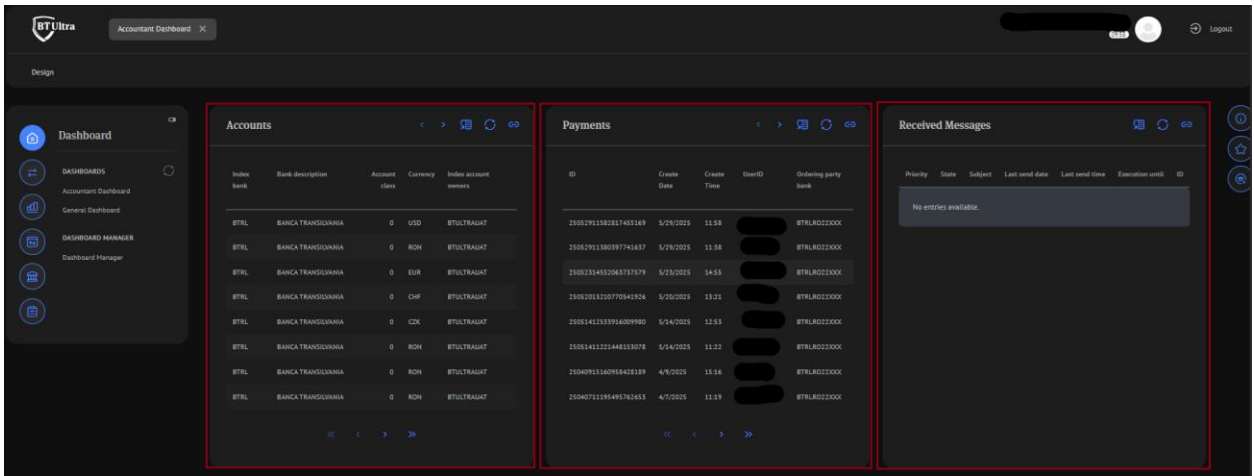 BT Ultra
Accountant Dashboard
Logout
Design
Dashboard
DASHBOARDS
Accountant Dashboard
General Dashboard
DASHBOARD MANAGER
Dashboard Manager
Accounts
Index bank Bank description Account class Currency Index account owners
BTRL BANCA TRANSILVANIA 0 USD BTULTRAUAT
BTRL BANCA TRANSILVANIA 0 RON BTULTRAUAT
BTRL BANCA TRANSILVANIA 0 EUR BTULTRAUAT
BTRL BANCA TRANSILVANIA 0 CHF BTULTRAUAT
BTRL BANCA TRANSILVANIA 0 CZK BTULTRAUAT
BTRL BANCA TRANSILVANIA 0 RON BTULTRAUAT
BTRL BANCA TRANSILVANIA 0 RON BTULTRAUAT
BTRL BANCA TRANSILVANIA 0 RON BTULTRAUAT
Payments
ID Create Date Create Time UserID Ordering party bank
25052911582817455169 5/29/2025 11:58 BTRLRO22XXX
25052911380397741637 5/29/2025 11:38 BTRLRO22XXX
25052314552063737579 5/23/2025 14:55 BTRLRO22XXX
25052013210770541926 5/20/2025 13:21 BTRLRO22XXX
25051412533916009980 5/14/2025 12:53 BTRLRO22XXX
25051411221448153078 5/14/2025 11:22 BTRLRO22XXX
25040915160958428189 4/9/2025 15:16 BTRLRO22XXX
25040711195495762653 4/7/2025 11:19 BTRLRO22XXX
Received Messages
Priority State Subject Last send date Last send time Execution until ID
No entries available.